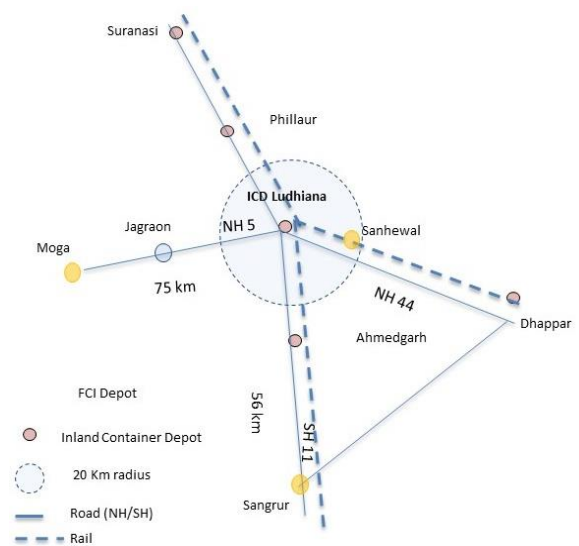 Suranasi
Phillaur
ICD Ludhiana
Jagraon
NH 5
Sanhewal
Moga
75 km
NH 44
Dhappar
Ahmedgarh
56 km
SH 11
Sangrur
FCI Depot
Inland Container Depot
20 Km radius
Road (NH/SH)
Rail